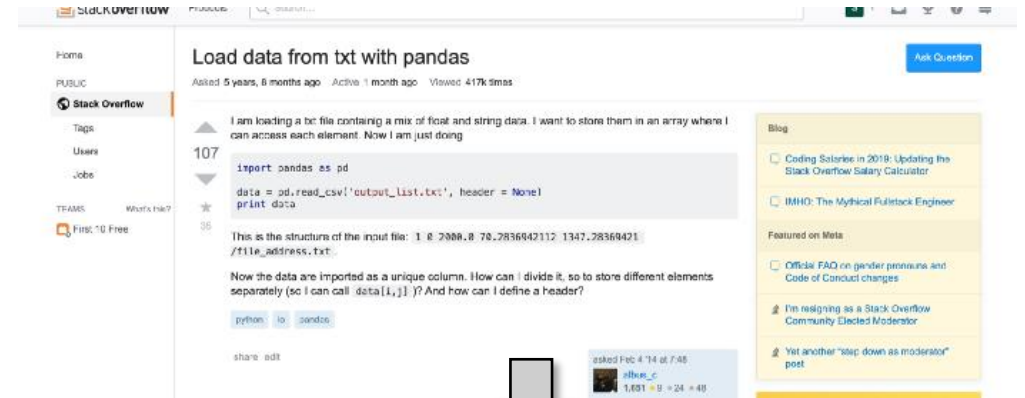 stackoverflow Products Search...
Home
PUBLIC
Stack Overflow
Tags
Users
Jobs
TEAMS What's this?
First 10 Free
Load data from txt with pandas
Ask Question
Asked 5 years, 8 months ago Active 1 month ago Viewed 417k times
107
I am loading a txt file containig a mix of float and string data. I want to store them in an array where I
can access each element. Now I am just doing
import pandas as pd
data = pd.read_csv('output_list.txt', header = None)
print data
This is the structure of the input file: 1 0 2000.0 70.2836942112 1347.28369421
/file_address.txt .
Now the data are imported as a unique column. How can I divide it, so to store different elements
separately (so I can call data[i,j] )? And how can I define a header?
python io pandas
share edit
asked Feb 4 '14 at 7:48
albus_c
Blog
Coding Salaries in 2019: Updating the
Stack Overflow Salary Calculator
IMHO: The Mythical Fullstack Engineer
Featured on Meta
Official FAQ on gender pronouns and
Code of Conduct changes
I'm resigning as a Stack Overflow
Community Elected Moderator
Yet another "step down as moderator"
post